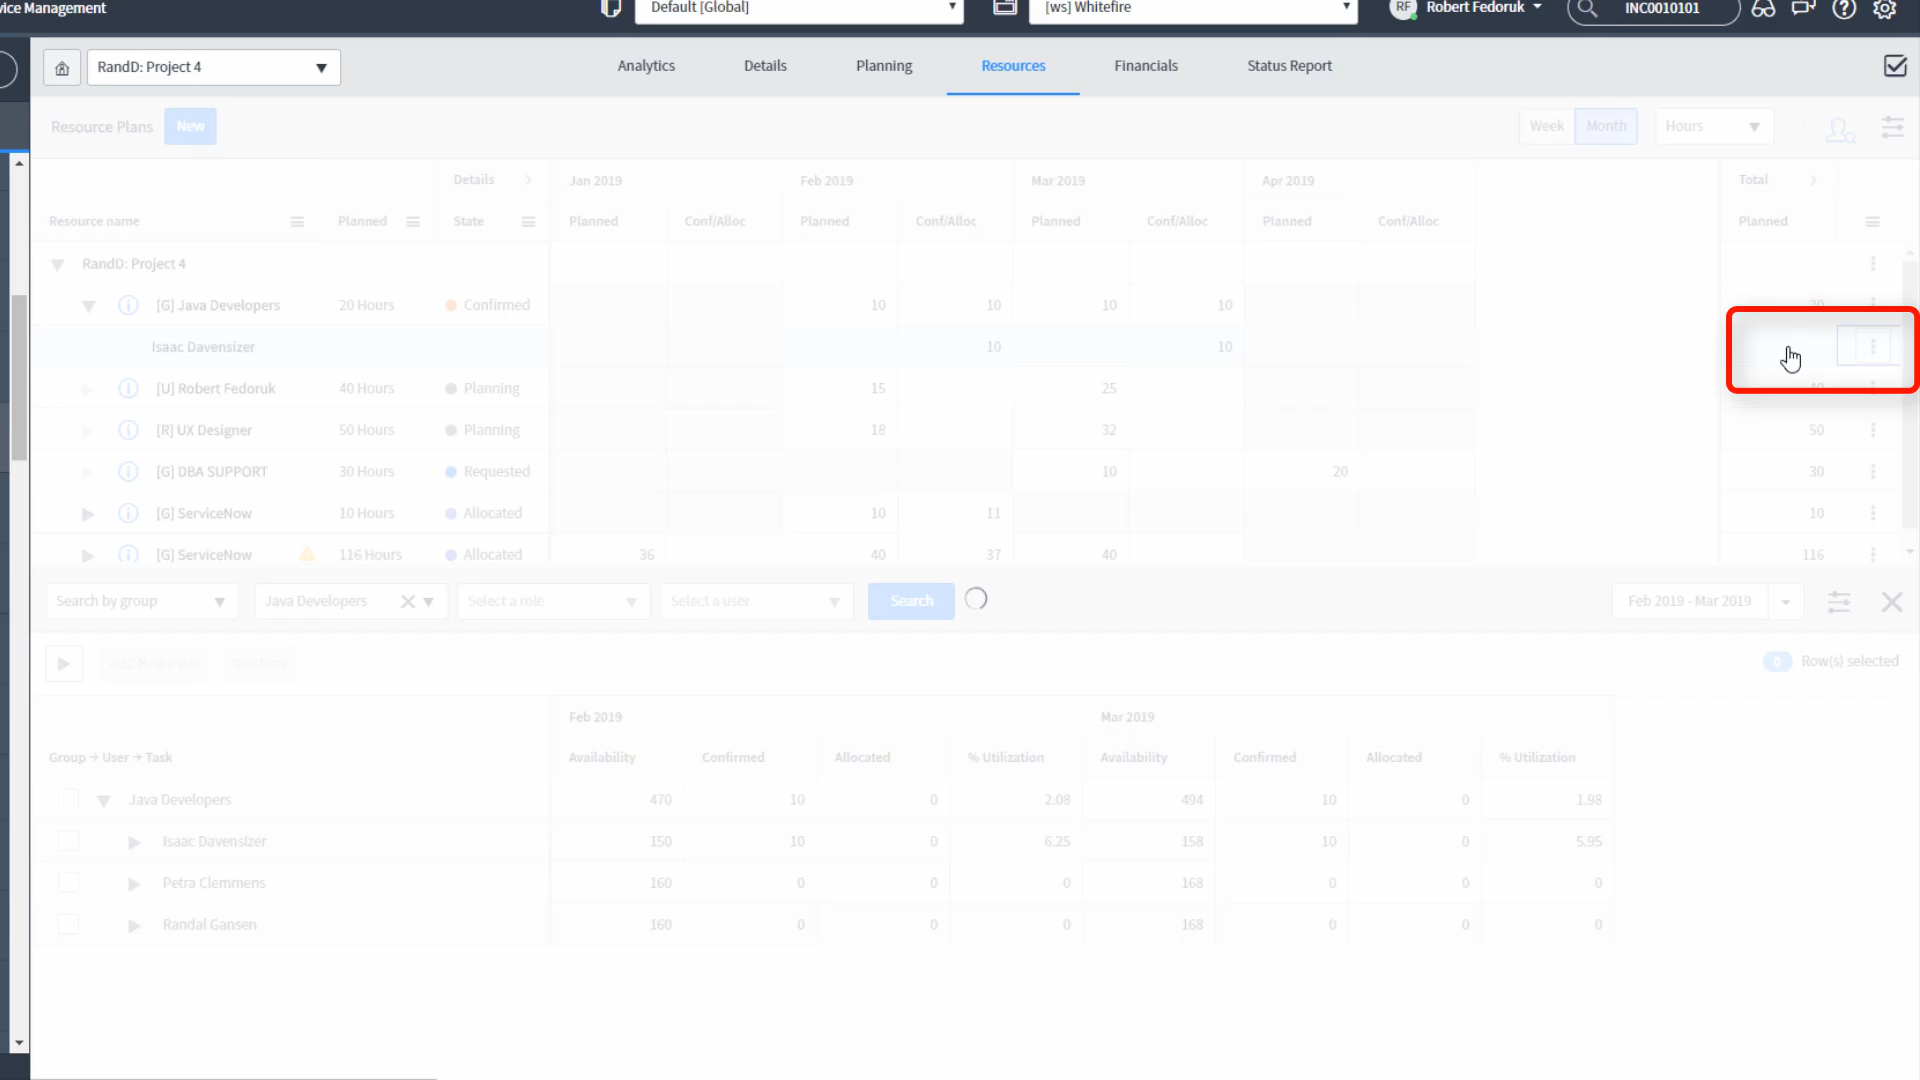 vice Management
Default [Global]
[ws] Whitefire
RF
Robert Fedoruk
INC0010101
RandD: Project 4
Analytics
Details
Planning
Resources
Financials
Status Report
Resource Plans
New
Week
Month
Hours
Details
Jan 2019
Feb 2019
Mar 2019
Apr 2019
Total
Resource name
Planned
State
Planned Conf/Alloc Planned Conf/Alloc Planned Conf/Alloc Planned Conf/Alloc
Planned
RandD: Project 4
[G] Java Developers 20 Hours Confirmed 10 10 10 10 20
Isaac Davensizer 10 10
[U] Robert Fedoruk 40 Hours Planning 15 25 40
[R] UX Designer 50 Hours Planning 18 32 50
[G] DBA SUPPORT 30 Hours Requested 10 20 30
[G] ServiceNow 10 Hours Allocated 10 11 10
[G] ServiceNow 116 Hours Allocated 36 40 37 40 116
Search by group
Java Developers
Select a role
Select a user
Search
Feb 2019 - Mar 2019
Add New Plan
Confirm
0 Row(s) selected
Feb 2019
Mar 2019
Group → User → Task
Availability Confirmed Allocated % Utilization Availability Confirmed Allocated % Utilization
Java Developers 470 10 0 2.08 494 10 0 1.98
Isaac Davensizer 150 10 0 6.25 158 10 0 5.95
Petra Clemmens 160 0 0 0 168 0 0 0
Randal Gansen 160 0 0 0 168 0 0 0